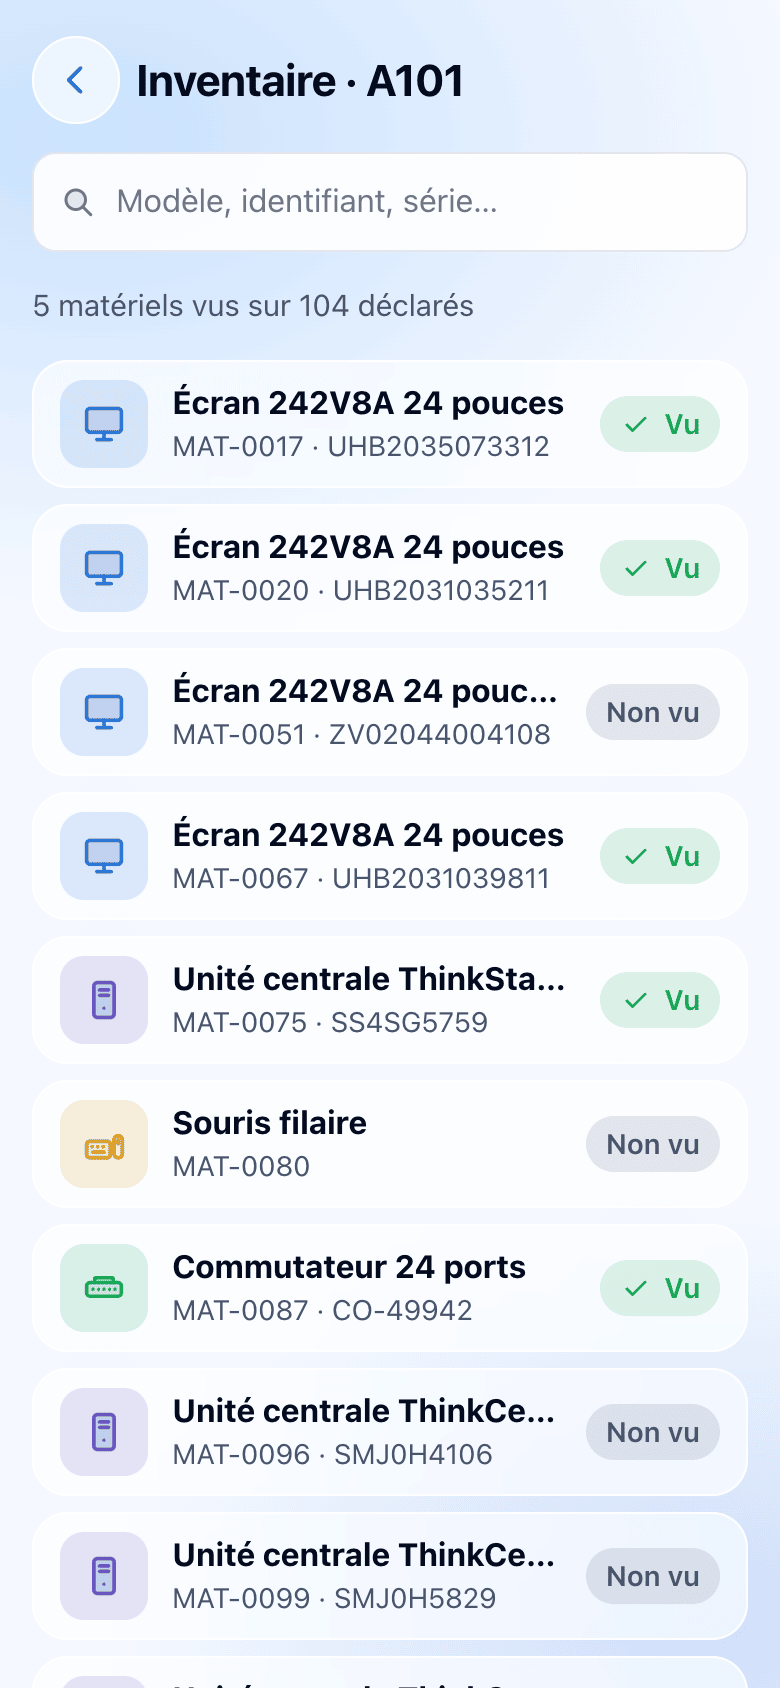 Inventaire · A101
Modèle, identifiant, série...
5 matériels vus sur 104 déclarés
Écran 242V8A 24 pouces
MAT-0017 · UHB2035073312
Vu
Écran 242V8A 24 pouces
MAT-0020 · UHB2031035211
Vu
Écran 242V8A 24 pouc...
MAT-0051 · ZV02044004108
Non vu
Écran 242V8A 24 pouces
MAT-0067 · UHB2031039811
Vu
Unité centrale ThinkSta...
MAT-0075 · SS4SG5759
Vu
Souris filaire
MAT-0080
Non vu
Commutateur 24 ports
MAT-0087 · CO-49942
Vu
Unité centrale ThinkCe...
MAT-0096 · SMJ0H4106
Non vu
Unité centrale ThinkCe...
MAT-0099 · SMJ0H5829
Non vu